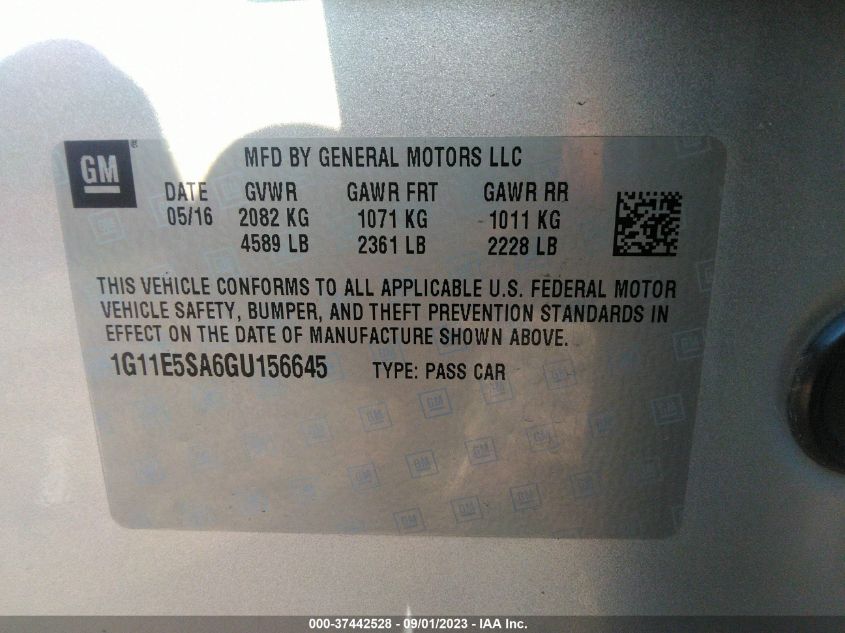 GM
MFD BY GENERAL MOTORS LLC
DATE GVWR GAWR FRT GAWR RR
05/16 2082 KG 1071 KG 1011 KG
4589 LB 2361 LB 2228 LB
THIS VEHICLE CONFORMS TO ALL APPLICABLE U.S. FEDERAL MOTOR
VEHICLE SAFETY, BUMPER, AND THEFT PREVENTION STANDARDS IN
EFFECT ON THE DATE OF MANUFACTURE SHOWN ABOVE.
1G11E5SA6GU156645 TYPE: PASS CAR
000-37442528 - 09/01/2023 - IAA Inc.